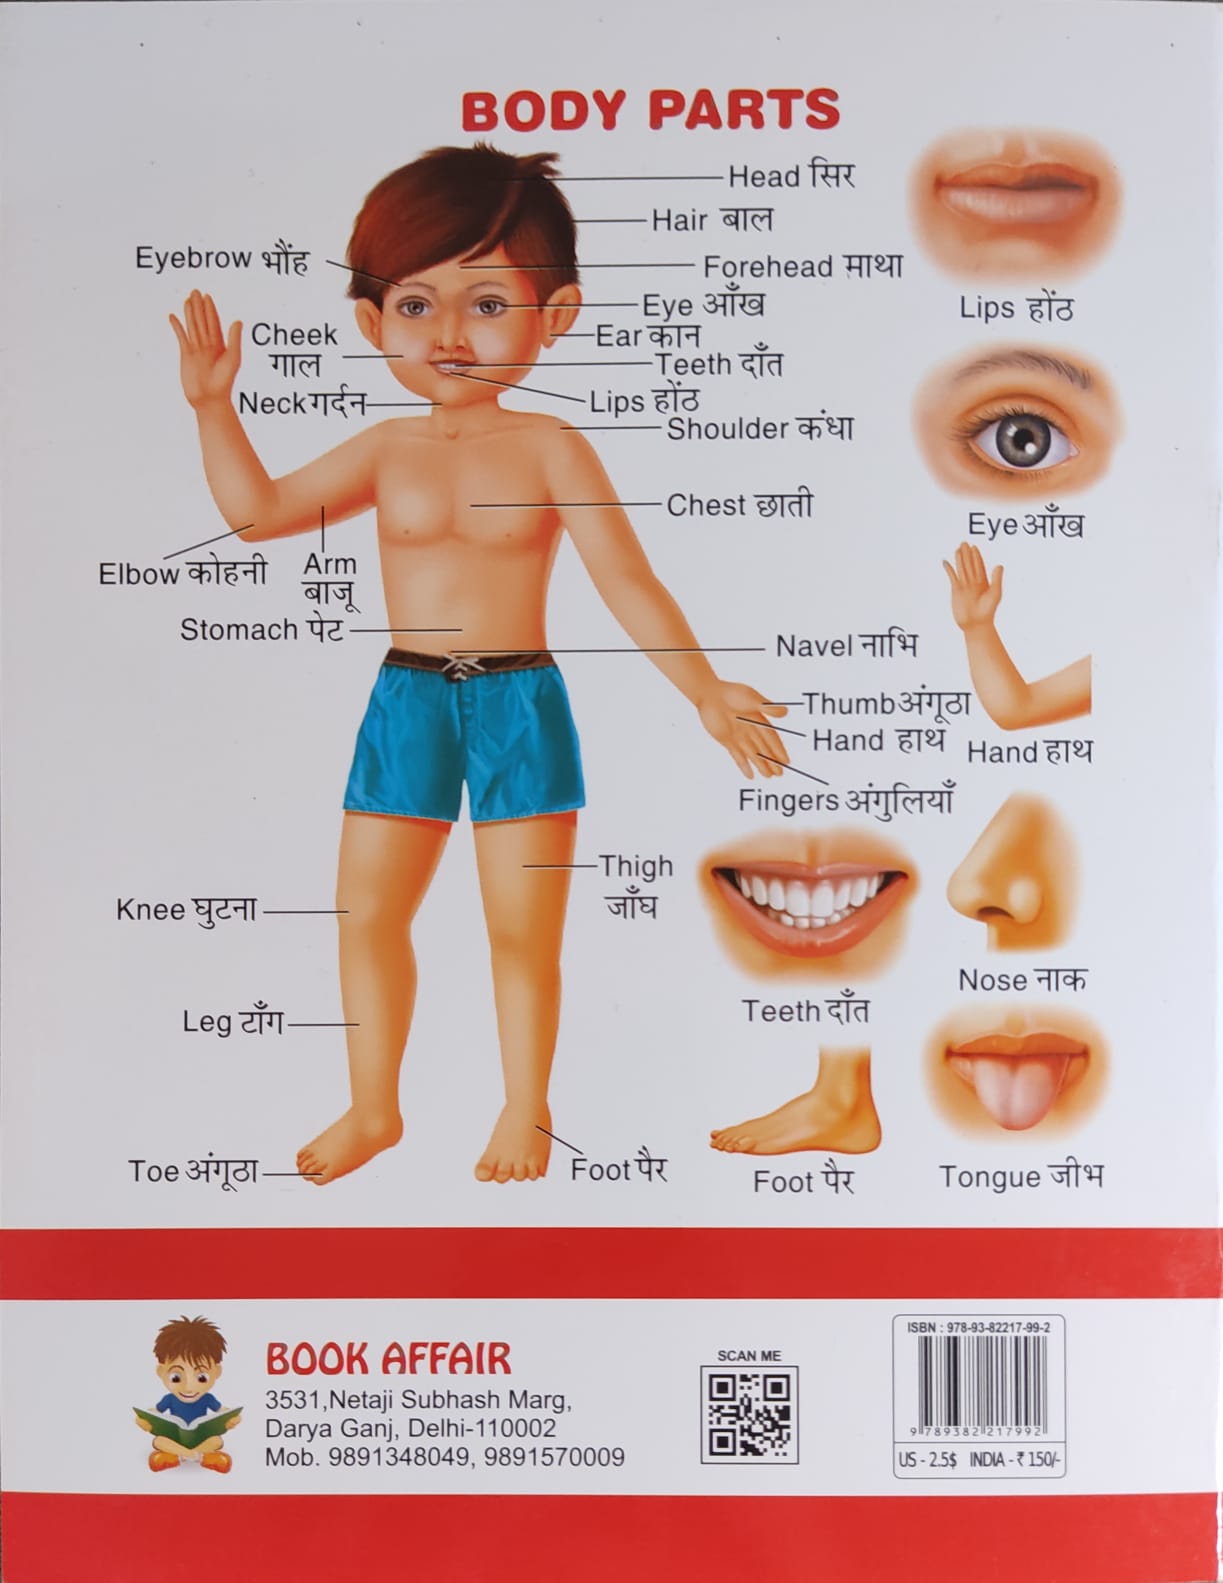 BODY PARTS
Head सिर
Hair बाल
Eyebrow भौंह
Forehead माथा
Eye आँख
Lips होंठ
Cheek
गाल
Ear कान
Teeth दाँत
Neck गर्दन
Lips होंठ
Shoulder कंधा
Chest छाती
Eye आँख
Elbow कोहनी
Arm
बाजू
Stomach पेट
Navel नाभि
Thumb अंगूठा
Hand हाथ
Hand हाथ
Fingers अंगुलियाँ
Thigh
जाँघ
Knee घुटना
Nose नाक
Teeth दाँत
Leg टाँग
Toe अंगूठा
Foot पैर
Foot पैर
Tongue जीभ
BOOK AFFAIR
3531,Netaji Subhash Marg,
Darya Ganj, Delhi-110002
Mob. 9891348049, 9891570009
SCAN ME
ISBN : 978-93-82217-99-2
9 789382 217992
US - 2.5$ INDIA - ₹ 150/-